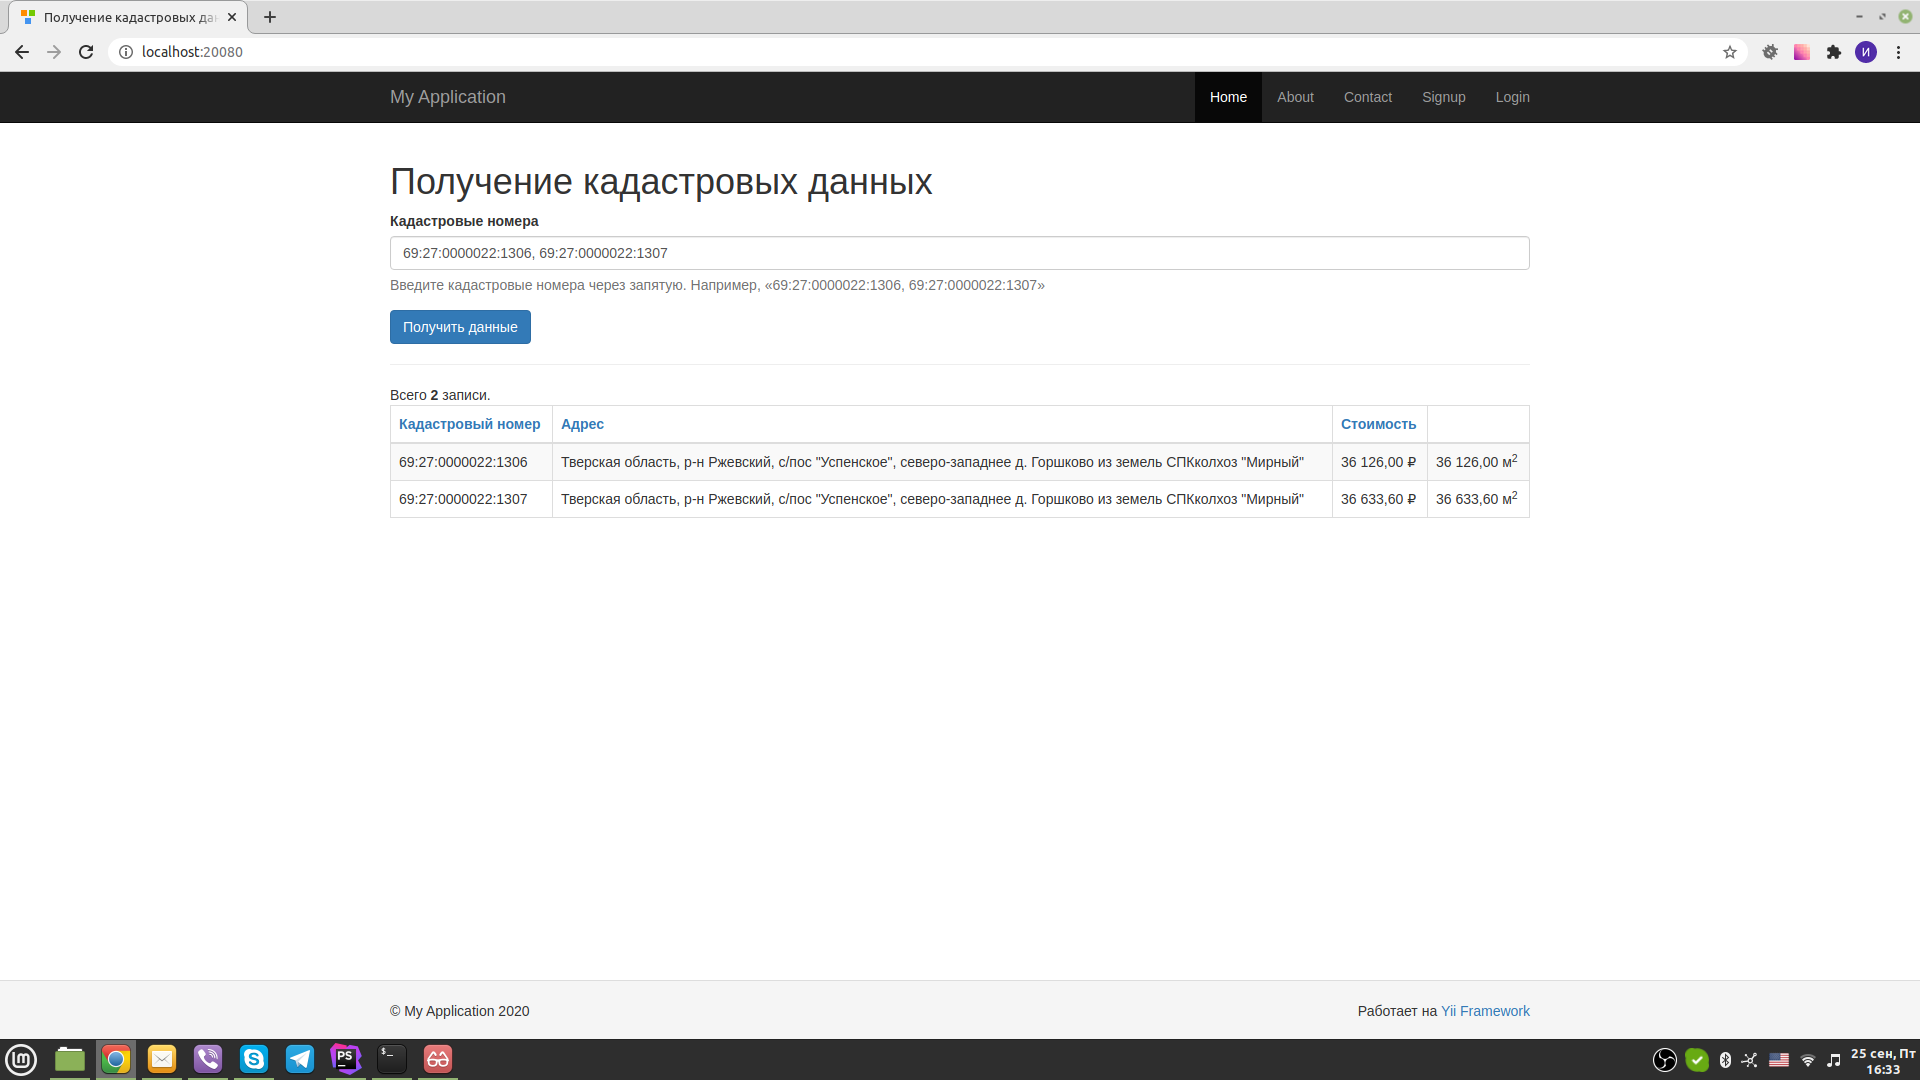 Получение кадастровых дан
localhost:20080
И
My Application
Home About Contact Signup Login
Получение кадастровых данных
Кадастровые номера
69:27:0000022:1306, 69:27:0000022:1307
Введите кадастровые номера через запятую. Например, «69:27:0000022:1306, 69:27:0000022:1307»
Получить данные
Всего 2 записи.
Кадастровый номер Адрес Стоимость
69:27:0000022:1306 Тверская область, р-н Ржевский, с/пос "Успенское", северо-западнее д. Горшково из земель СПКколхоз "Мирный" 36 126,00 ₽ 36 126,00 м²
69:27:0000022:1307 Тверская область, р-н Ржевский, с/пос "Успенское", северо-западнее д. Горшково из земель СПКколхоз "Мирный" 36 633,60 ₽ 36 633,60 м²
© My Application 2020 Работает на Yii Framework
PS
$_
25 сен, Пт
16:33